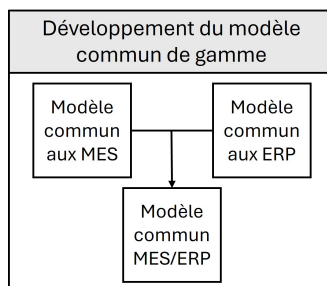 Développement du modèle
commun de gamme
Modèle
commun
aux MES
Modèle
commun
aux ERP
Modèle
commun
MES/ERP